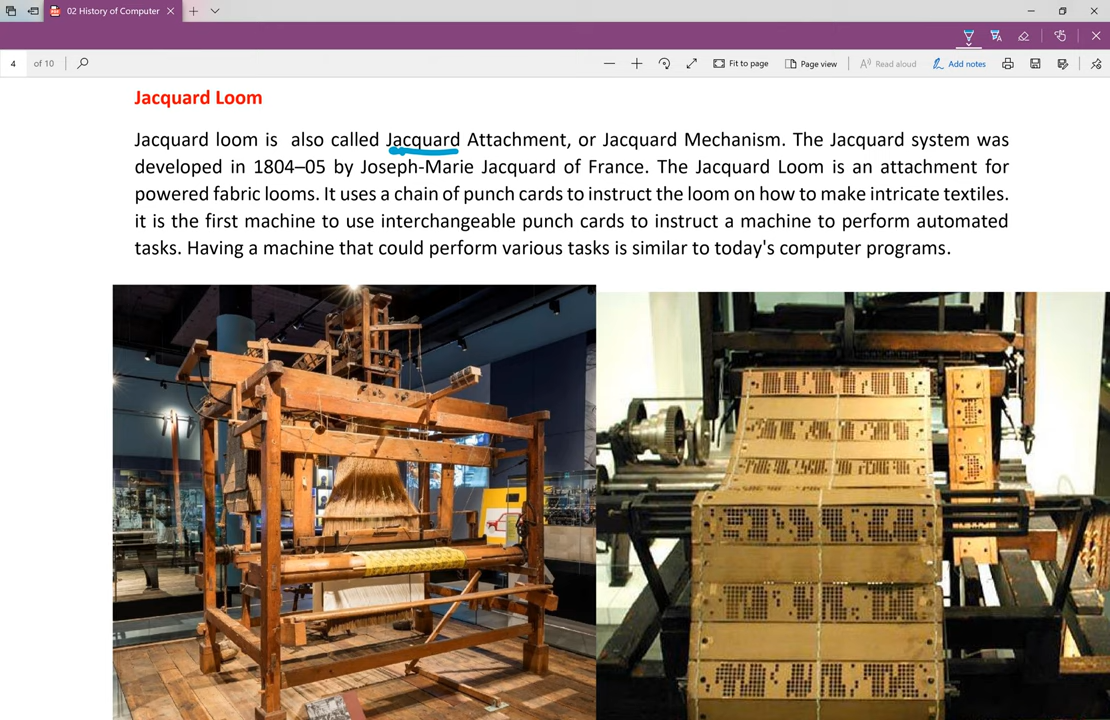 02 History of Computer
4 of 10
Fit to page
Page view
Read aloud
Add notes
Jacquard Loom
Jacquard loom is also called Jacquard Attachment, or Jacquard Mechanism. The Jacquard system was
developed in 1804–05 by Joseph-Marie Jacquard of France. The Jacquard Loom is an attachment for
powered fabric looms. It uses a chain of punch cards to instruct the loom on how to make intricate textiles.
it is the first machine to use interchangeable punch cards to instruct a machine to perform automated
tasks. Having a machine that could perform various tasks is similar to today's computer programs.